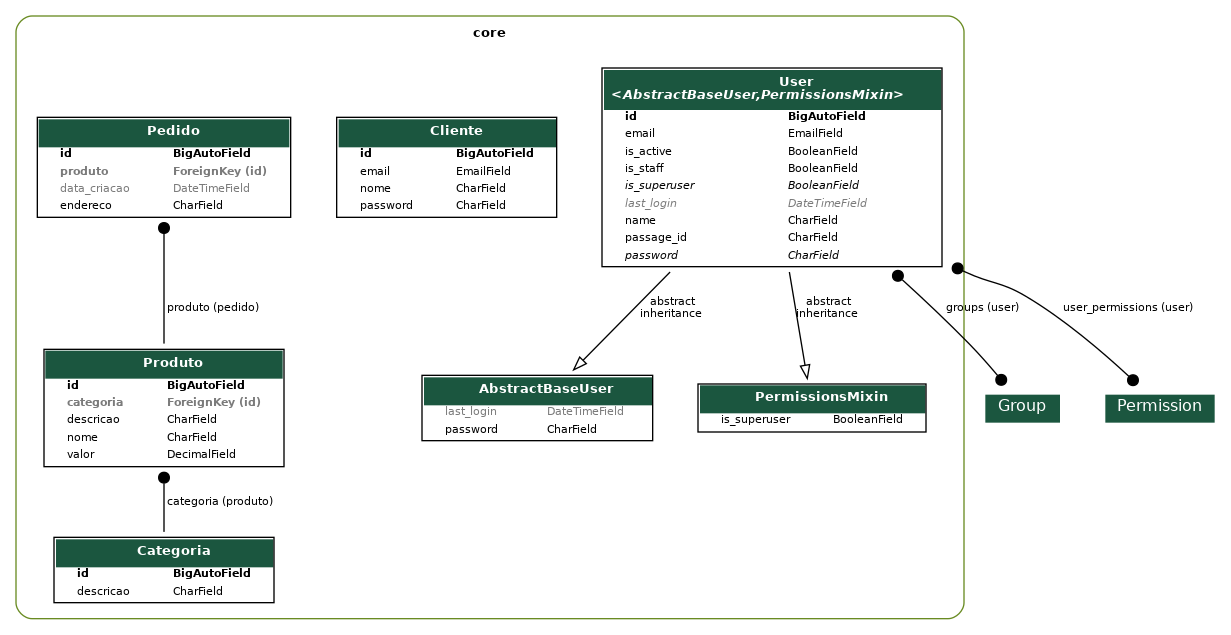 core
Pedido
id BigAutoField
produto ForeignKey (id)
data_criacao DateTimeField
endereco CharField
Cliente
id BigAutoField
email EmailField
nome CharField
password CharField
User
<AbstractBaseUser,PermissionsMixin>
id BigAutoField
email EmailField
is_active BooleanField
is_staff BooleanField
is_superuser BooleanField
last_login DateTimeField
name CharField
passage_id CharField
password CharField
produto (pedido)
abstract
inheritance
abstract
inheritance
groups (user)
user_permissions (user)
Produto
id BigAutoField
categoria ForeignKey (id)
descricao CharField
nome CharField
valor DecimalField
AbstractBaseUser
last_login DateTimeField
password CharField
PermissionsMixin
is_superuser BooleanField
Group
Permission
categoria (produto)
Categoria
id BigAutoField
descricao CharField